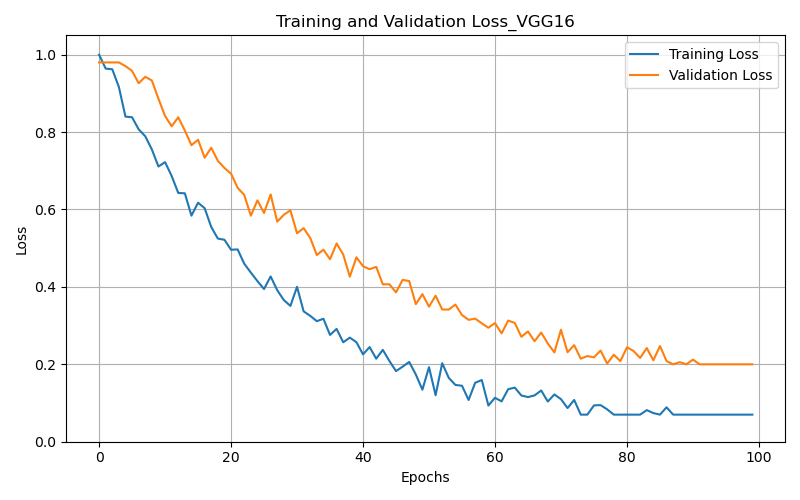 Training and Validation Loss_VGG16
Training Loss
Validation Loss
1.0
0.8
0.6
0.4
0.2
0.0
Loss
0 20 40 60 80 100
Epochs